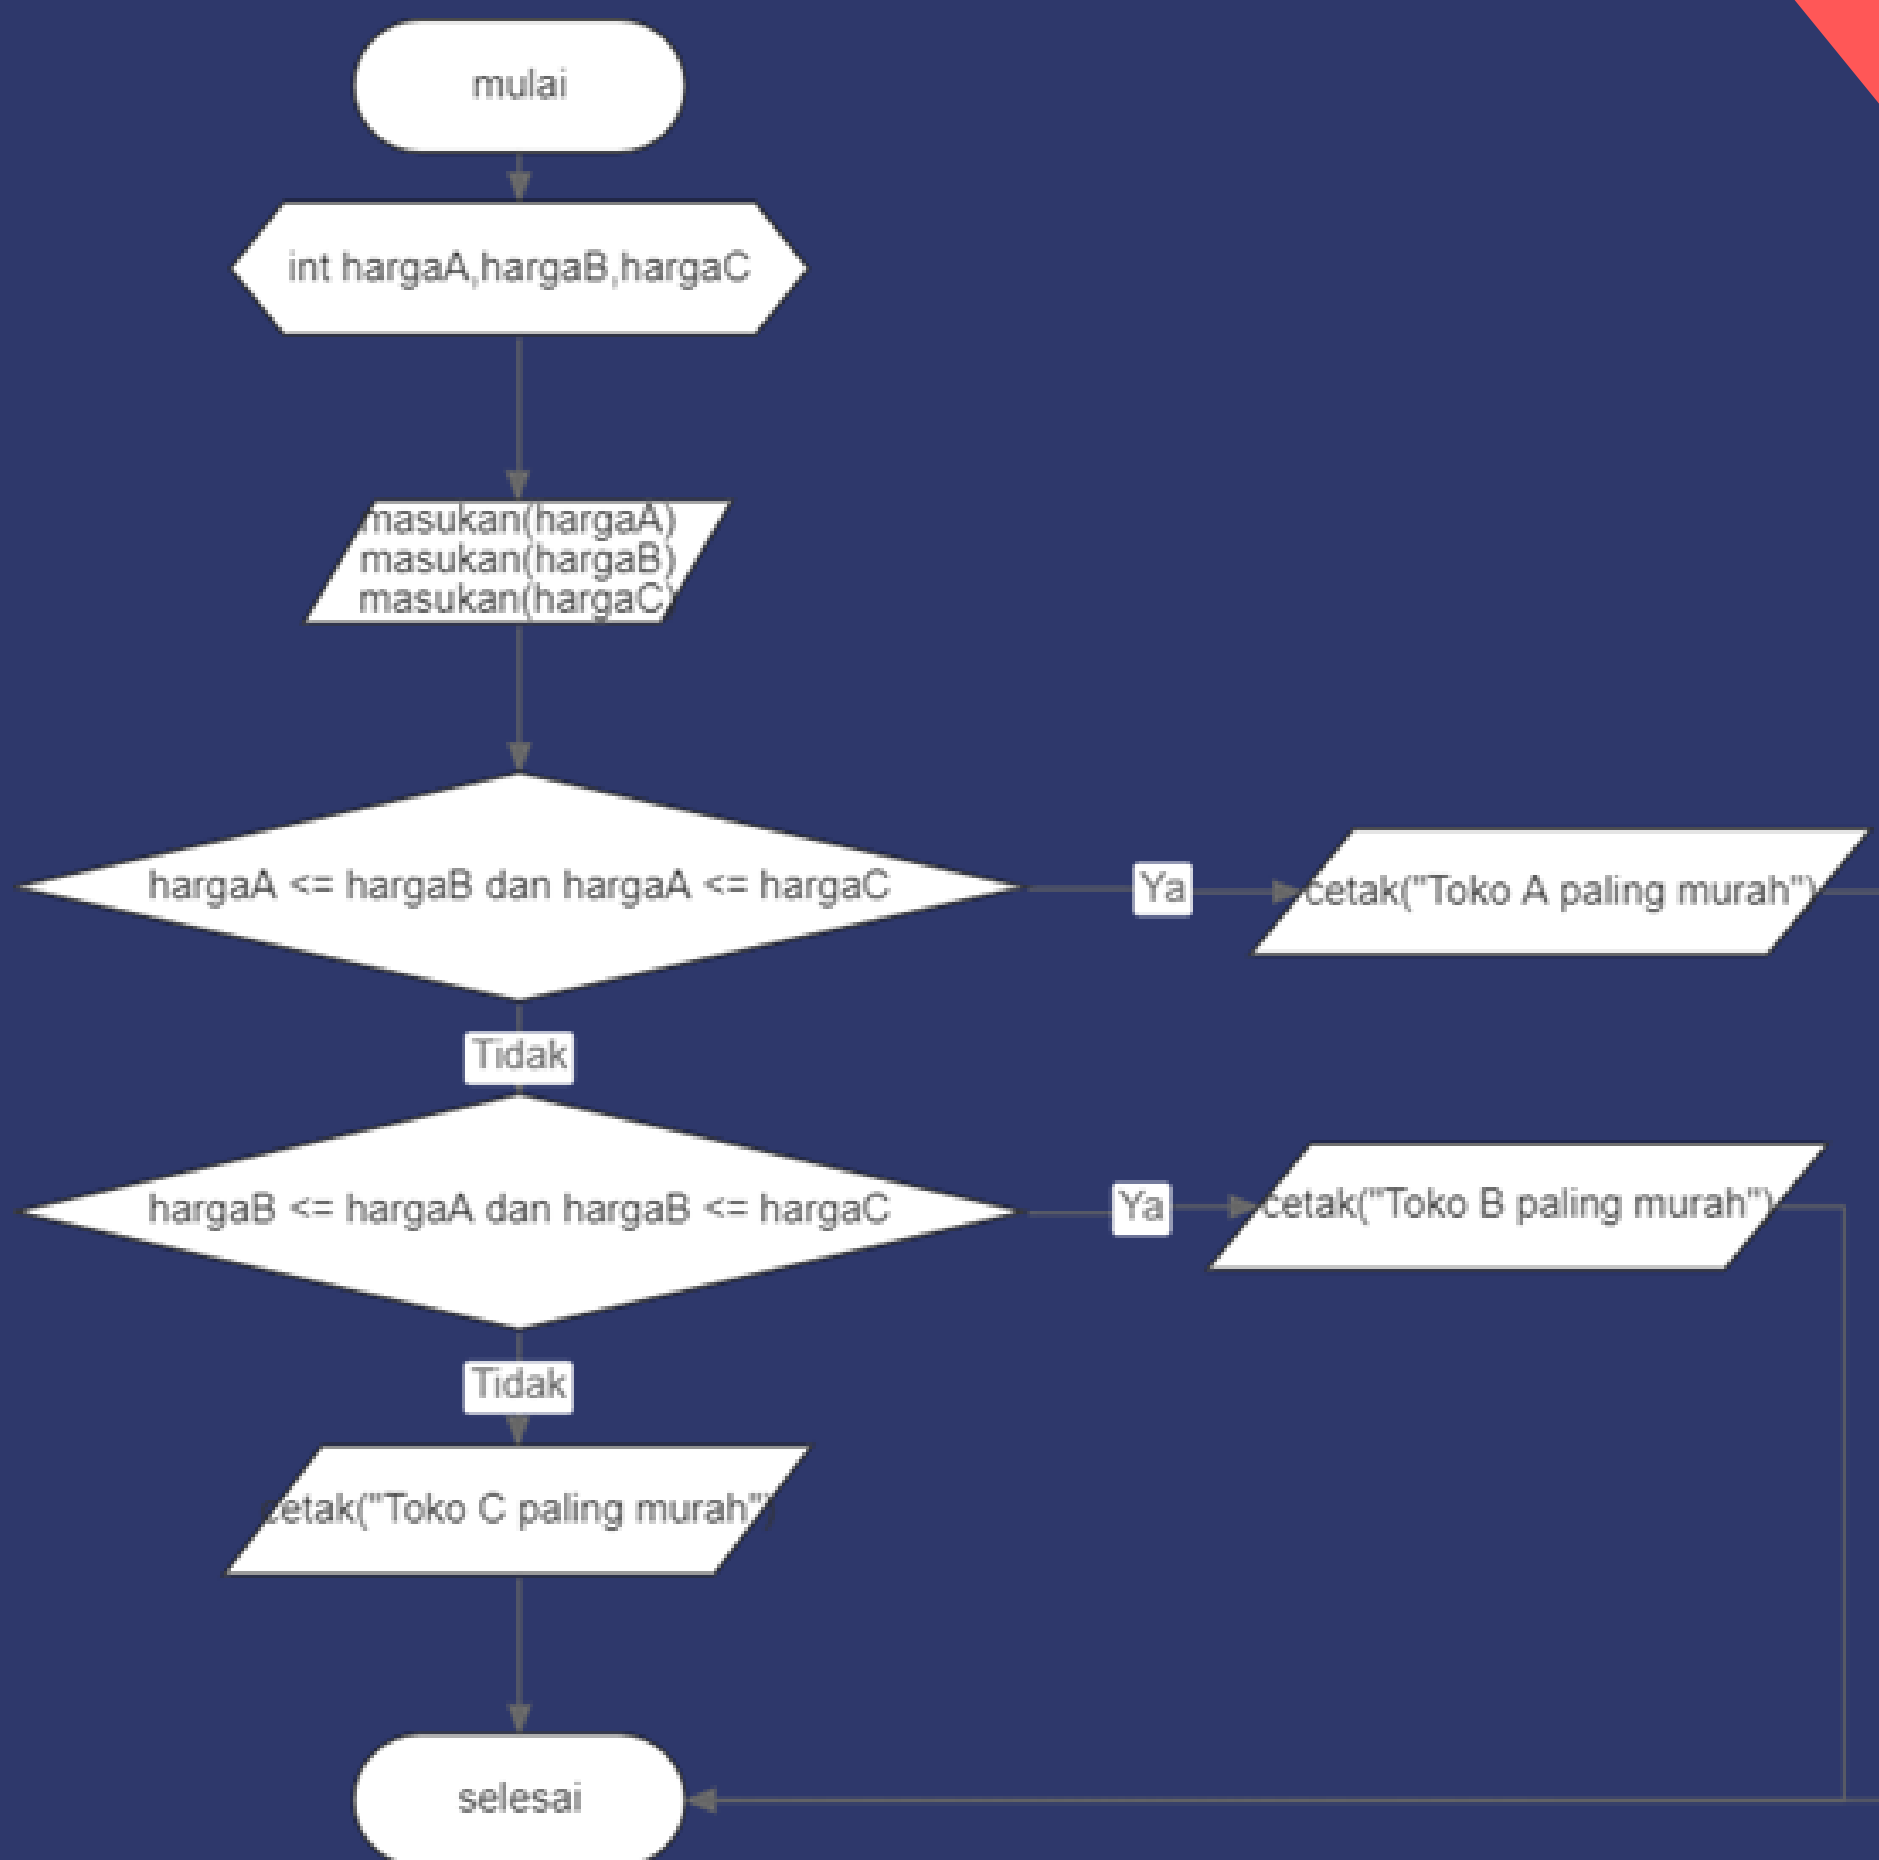 mulai
int hargaA,hargaB,hargaC
masukan(hargaA)
masukan(hargaB)
masukan(hargaC)
hargaA <= hargaB dan hargaA <= hargaC
Ya
cetak("Toko A paling murah")
Tidak
hargaB <= hargaA dan hargaB <= hargaC
Ya
cetak("Toko B paling murah")
Tidak
cetak("Toko C paling murah")
selesai